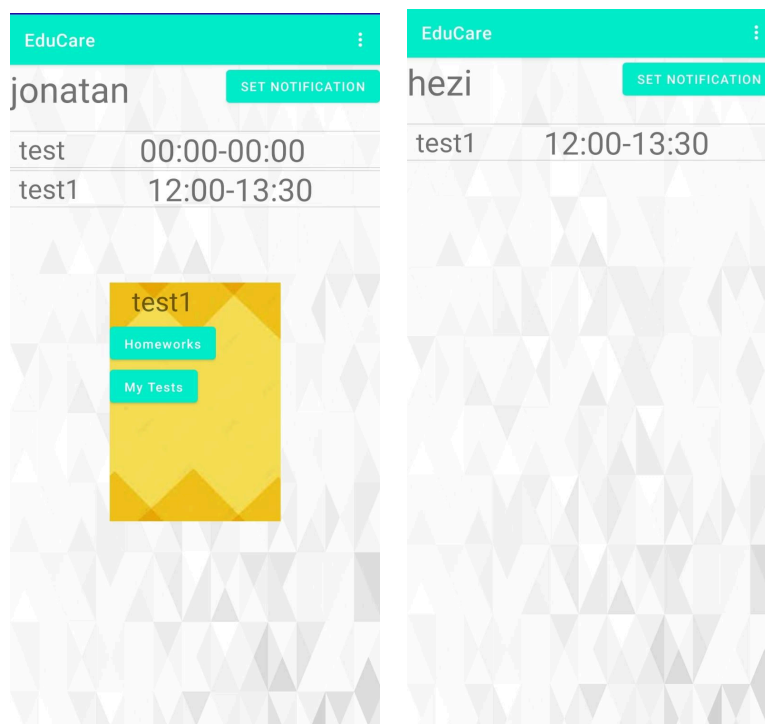 EduCare
jonatan
SET NOTIFICATION
test 00:00-00:00
test1 12:00-13:30
test1
Homeworks
My Tests
EduCare
hezi
SET NOTIFICATION
test1 12:00-13:30